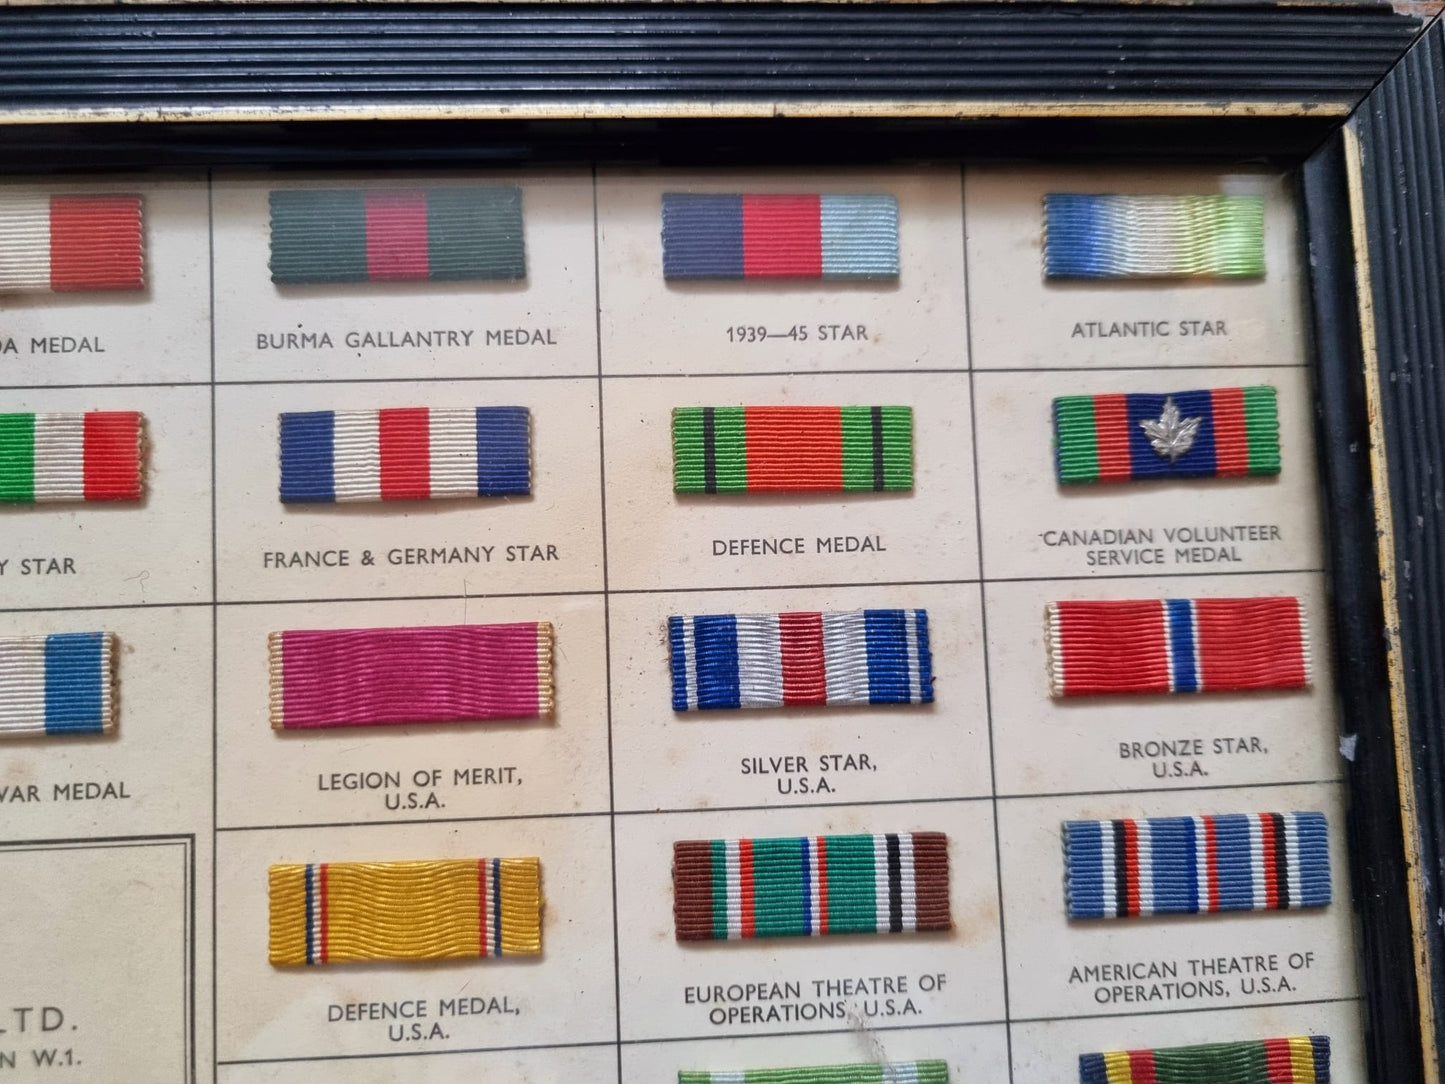 MEDAL
BURMA GALLANTRY MEDAL
1939—45 STAR
ATLANTIC STAR
STAR
FRANCE & GERMANY STAR
DEFENCE MEDAL
CANADIAN VOLUNTEER
SERVICE MEDAL
MEDAL
LEGION OF MERIT,
U.S.A.
SILVER STAR,
U.S.A.
BRONZE STAR,
U.S.A.
LTD.
W.1.
DEFENCE MEDAL,
U.S.A.
EUROPEAN THEATRE OF
OPERATIONS, U.S.A.
AMERICAN THEATRE OF
OPERATIONS, U.S.A.